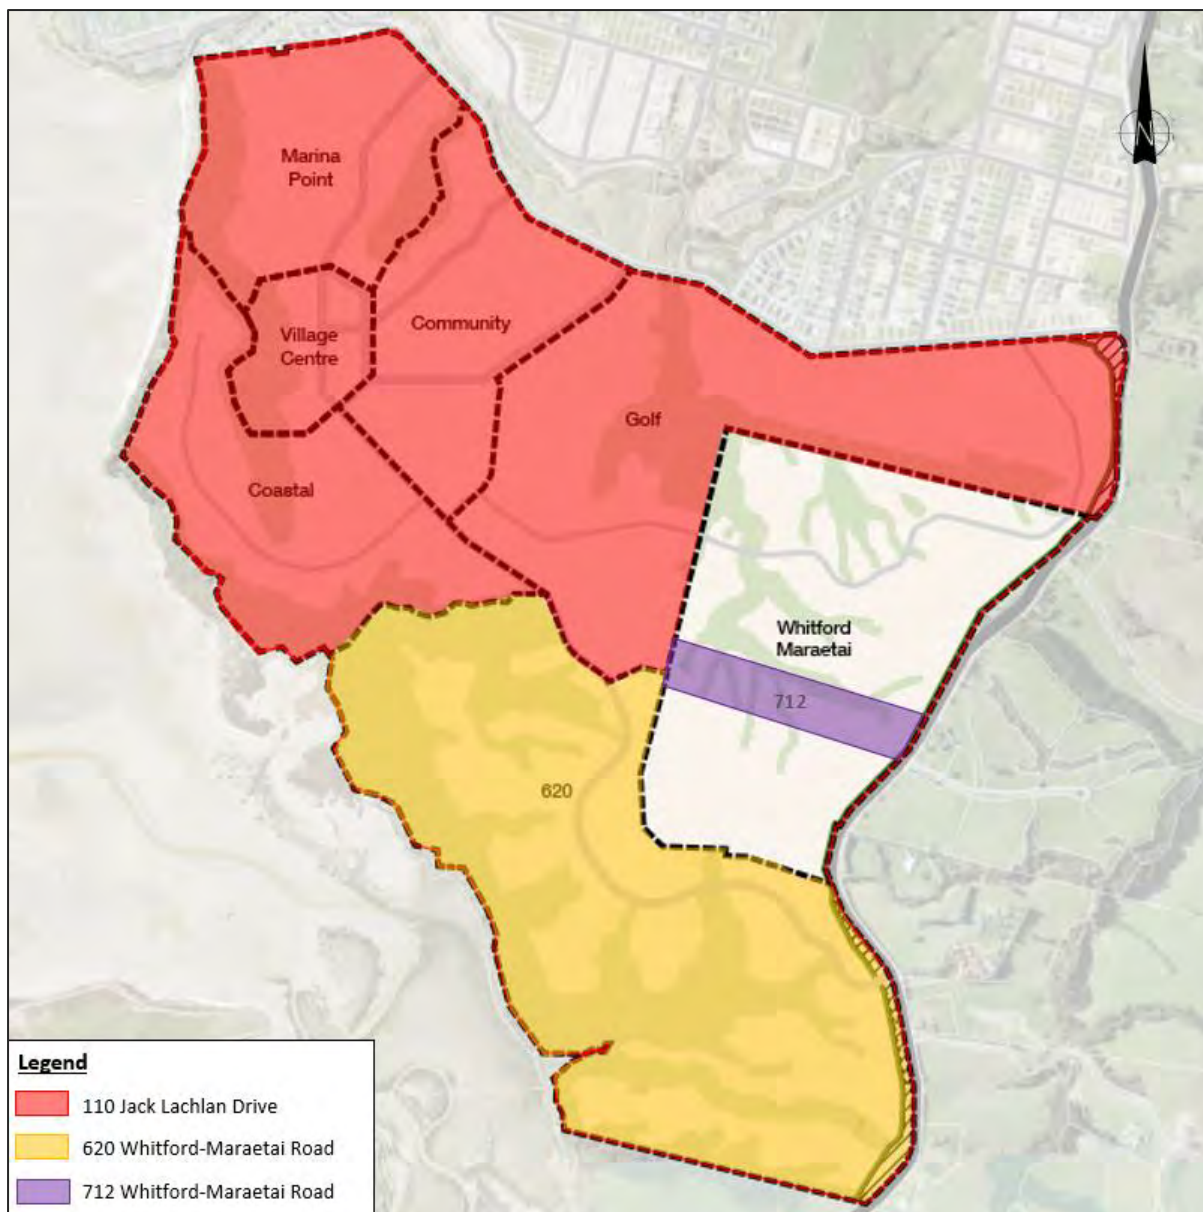 N
Marina
Point
Village
Centre
Community
Golf
Coastal
Whitford
Maraetai
712
620
Legend
110 Jack Lachlan Drive
620 Whitford-Maraetai Road
712 Whitford-Maraetai Road